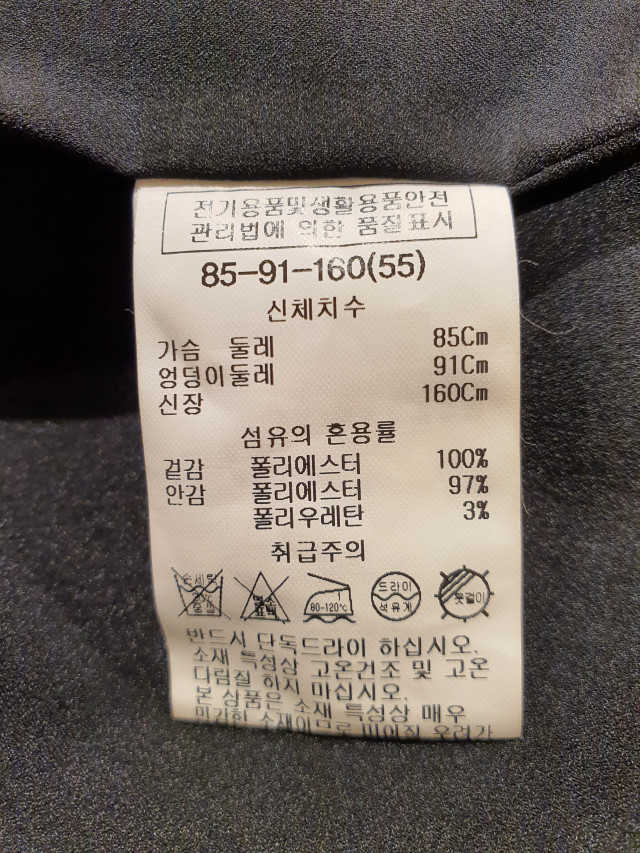 전기용품및생활용품안전
관리법에 의한 품질표시
85-91-160(55)
신체치수
가슴 둘레 85Cm
엉덩이둘레 91Cm
신장 160Cm
섬유의 혼용률
겉감 폴리에스터 100%
안감 폴리에스터 97%
폴리우레탄 3%
취급주의
손세탁
80-120℃
드라이
석유계
옷걸이
반드시 단독드라이 하십시오.
소재 특성상 고온건조 및 고온
다림질 하지 마십시오.
본 상품은 소재 특성상 매우